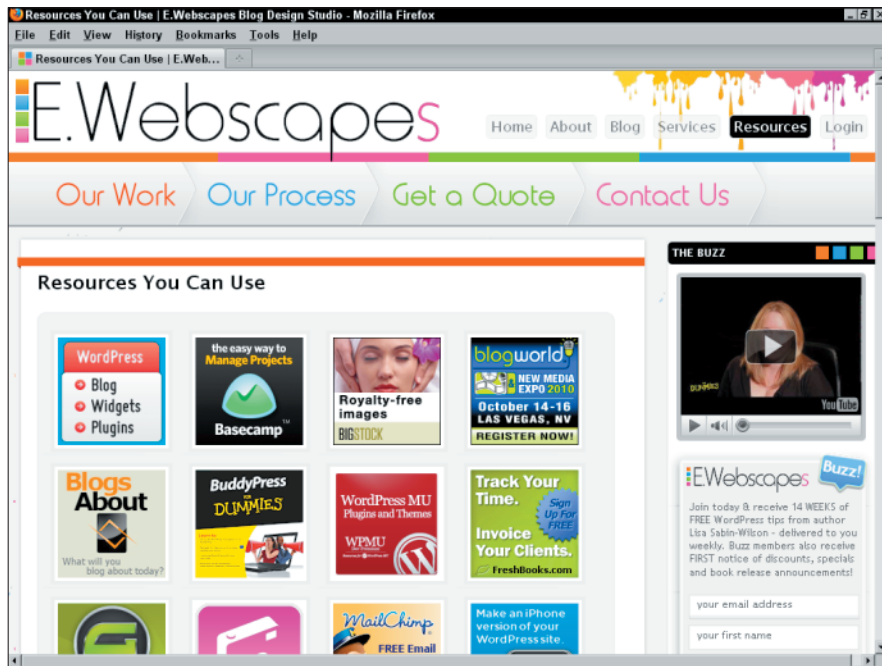 Resources You Can Use | E.Webscapes Blog Design Studio - Mozilla Firefox
File Edit View History Bookmarks Tools Help
Resources You Can Use | E.Web...
E.Webscapes
Home About Blog Services Resources Login
Our Work Our Process Get a Quote Contact Us
Resources You Can Use
WordPress
Blog
Widgets
Plugins
the easy way to
Manage Projects
Basecamp™
Royalty-free
images
BIGSTOCK
blogworld
& NEW MEDIA
EXPO 2010
October 14-16
LAS VEGAS, NV
REGISTER NOW!
Blogs
About
What will you
blog about today?
BuddyPress
FOR
DUMMIES
WordPress MU
Plugins and Themes
WPMU
Track Your
Time.
Sign
Up For
FREE
Invoice
Your Clients.
FreshBooks.com
MailChimp
FREE Email
Make an iPhone
version of your
WordPress site.
THE BUZZ
DUMMIES
YouTube
EWebscapes Buzz!
Join today & receive 14 WEEKS of
FREE WordPress tips from author
Lisa Sabin-Wilson - delivered to you
weekly. Buzz members also receive
FIRST notice of discounts, specials
and book release announcements!
your email address
your first name